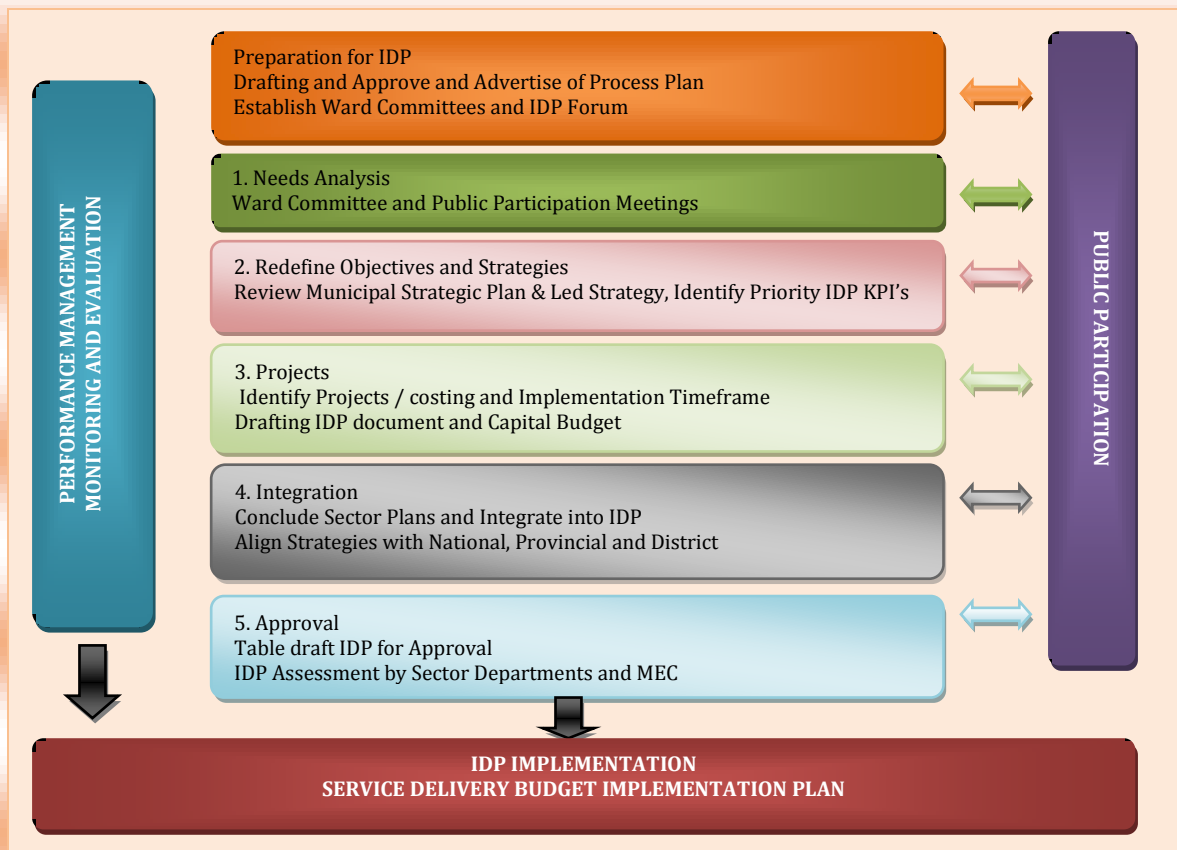 Preparation for IDP
Drafting and Approve and Advertise of Process Plan
Establish Ward Committees and IDP Forum
1. Needs Analysis
Ward Committee and Public Participation Meetings
2. Redefine Objectives and Strategies
Review Municipal Strategic Plan & Led Strategy, Identify Priority IDP KPI’s
3. Projects
Identify Projects / costing and Implementation Timeframe
Drafting IDP document and Capital Budget
4. Integration
Conclude Sector Plans and Integrate into IDP
Align Strategies with National, Provincial and District
5. Approval
Table draft IDP for Approval
IDP Assessment by Sector Departments and MEC
PERFORMANCE MANAGEMENT
MONITORING AND EVALUATION
PUBLIC PARTICIPATION
IDP IMPLEMENTATION
SERVICE DELIVERY BUDGET IMPLEMENTATION PLAN